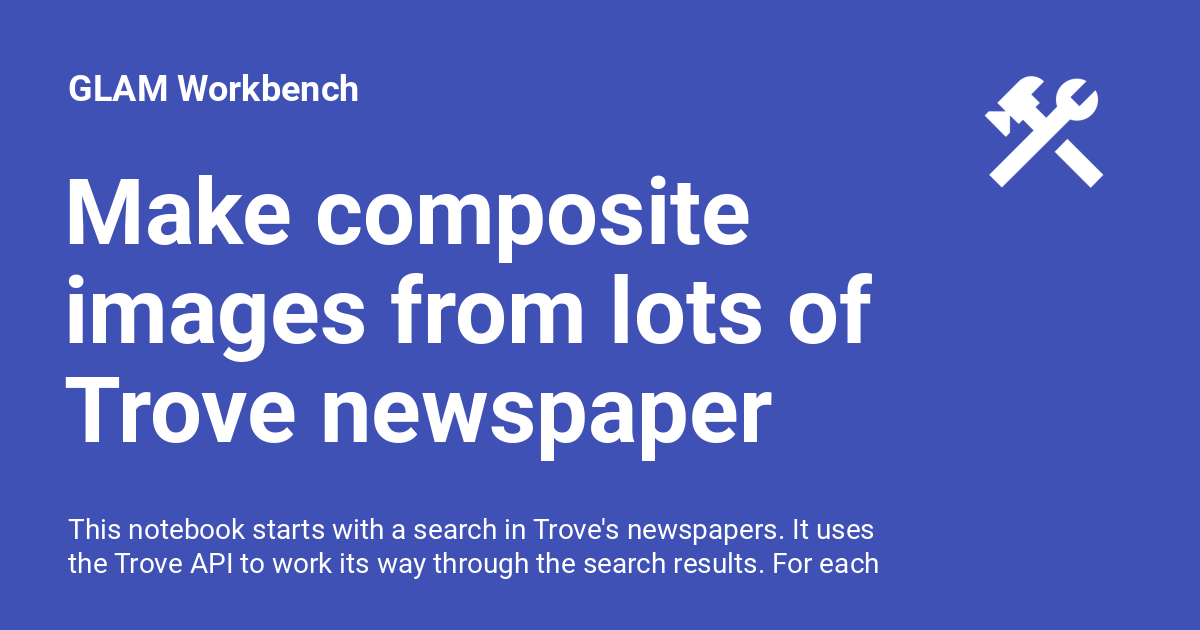 GLAM Workbench
Make composite
images from lots of
Trove newspaper
This notebook starts with a search in Trove's newspapers. It uses
the Trove API to work its way through the search results. For each